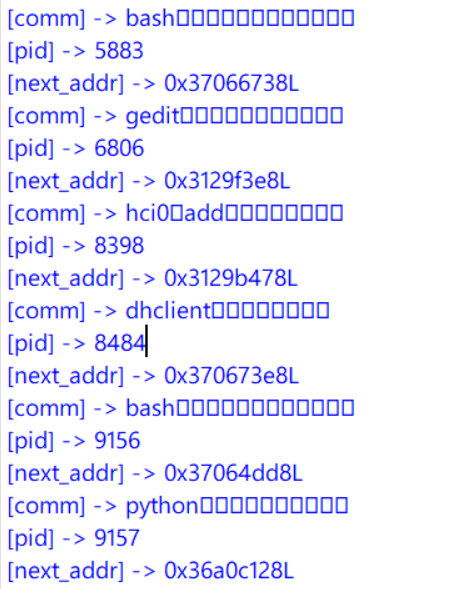 [comm] -> bash□□□□□□□□□□□□
[pid] -> 5883
[next_addr] -> 0x37066738L
[comm] -> gedit□□□□□□□□□□□
[pid] -> 6806
[next_addr] -> 0x3129f3e8L
[comm] -> hci0□add□□□□□□□□
[pid] -> 8398
[next_addr] -> 0x3129b478L
[comm] -> dhclient□□□□□□□□
[pid] -> 8484
[next_addr] -> 0x370673e8L
[comm] -> bash□□□□□□□□□□□□
[pid] -> 9156
[next_addr] -> 0x37064dd8L
[comm] -> python□□□□□□□□□□
[pid] -> 9157
[next_addr] -> 0x36a0c128L